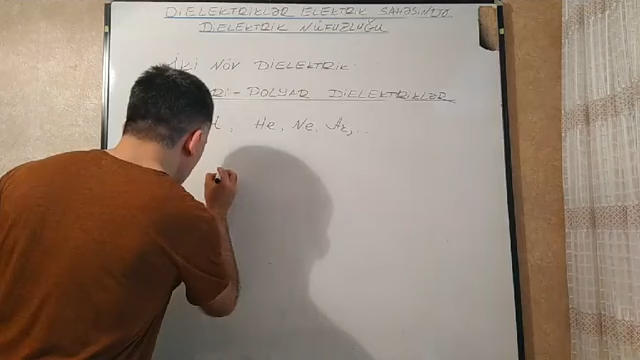 DİELEKTRİKLƏR ELEKTRİK SAHƏSİNDƏ
DİELEKTRİK NÜFUZLUĞU
İki NÖV DİELEKTRİK
- POLYAR DİELEKTRİKLƏR
He, Ne, Ar, ...